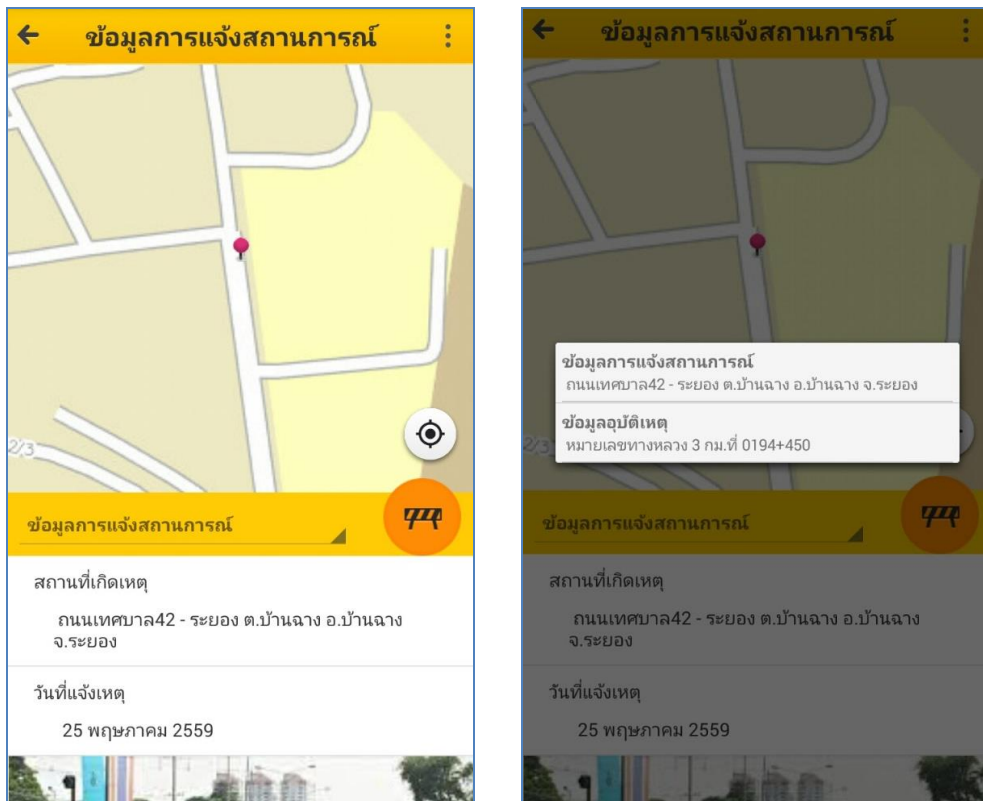 ข้อมูลการแจ้งสถานการณ์
2/3
ข้อมูลการแจ้งสถานการณ์
สถานที่เกิดเหตุ
ถนนเทศบาล42 - ระยอง ต.บ้านฉาง อ.บ้านฉาง
จ.ระยอง
วันที่แจ้งเหตุ
25 พฤษภาคม 2559
ข้อมูลการแจ้งสถานการณ์
ข้อมูลการแจ้งสถานการณ์
ถนนเทศบาล42 - ระยอง ต.บ้านฉาง อ.บ้านฉาง จ.ระยอง
ข้อมูลอุบัติเหตุ
หมายเลขทางหลวง 3 กม.ที่ 0194+450
2/3
ข้อมูลการแจ้งสถานการณ์
สถานที่เกิดเหตุ
ถนนเทศบาล42 - ระยอง ต.บ้านฉาง อ.บ้านฉาง
จ.ระยอง
วันที่แจ้งเหตุ
25 พฤษภาคม 2559